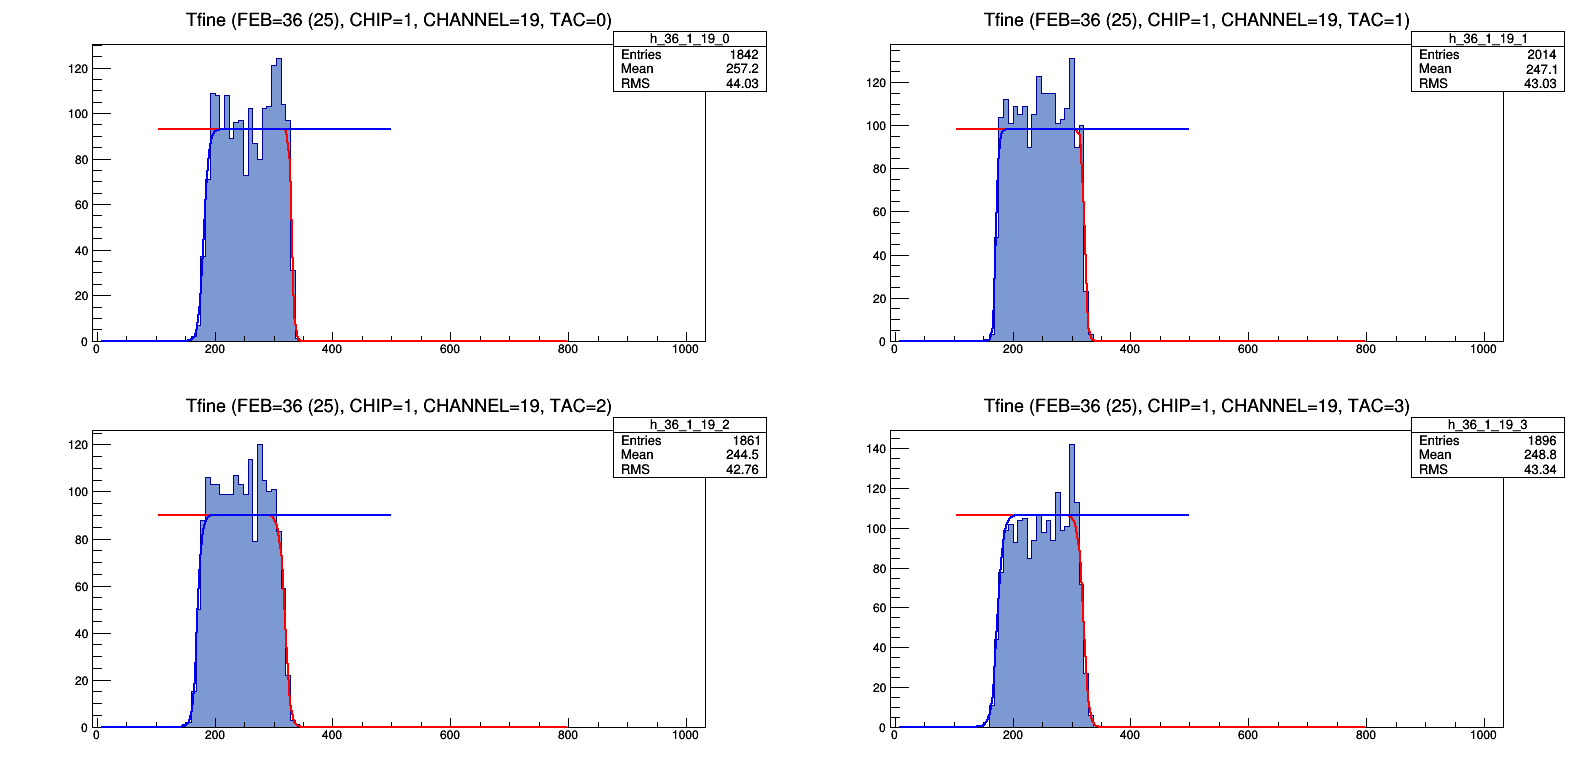 Tfine (FEB=36 (25), CHIP=1, CHANNEL=19, TAC=0)
h_36_1_19_0
Entries 1842
Mean 257.2
RMS 44.03
120
100
80
60
40
20
0
0 200 400 600 800 1000
Tfine (FEB=36 (25), CHIP=1, CHANNEL=19, TAC=1)
h_36_1_19_1
Entries 2014
Mean 247.1
RMS 43.03
120
100
80
60
40
20
0
0 200 400 600 800 1000
Tfine (FEB=36 (25), CHIP=1, CHANNEL=19, TAC=2)
h_36_1_19_2
Entries 1861
Mean 244.5
RMS 42.76
120
100
80
60
40
20
0
0 200 400 600 800 1000
Tfine (FEB=36 (25), CHIP=1, CHANNEL=19, TAC=3)
h_36_1_19_3
Entries 1896
Mean 248.8
RMS 43.34
140
120
100
80
60
40
20
0
0 200 400 600 800 1000